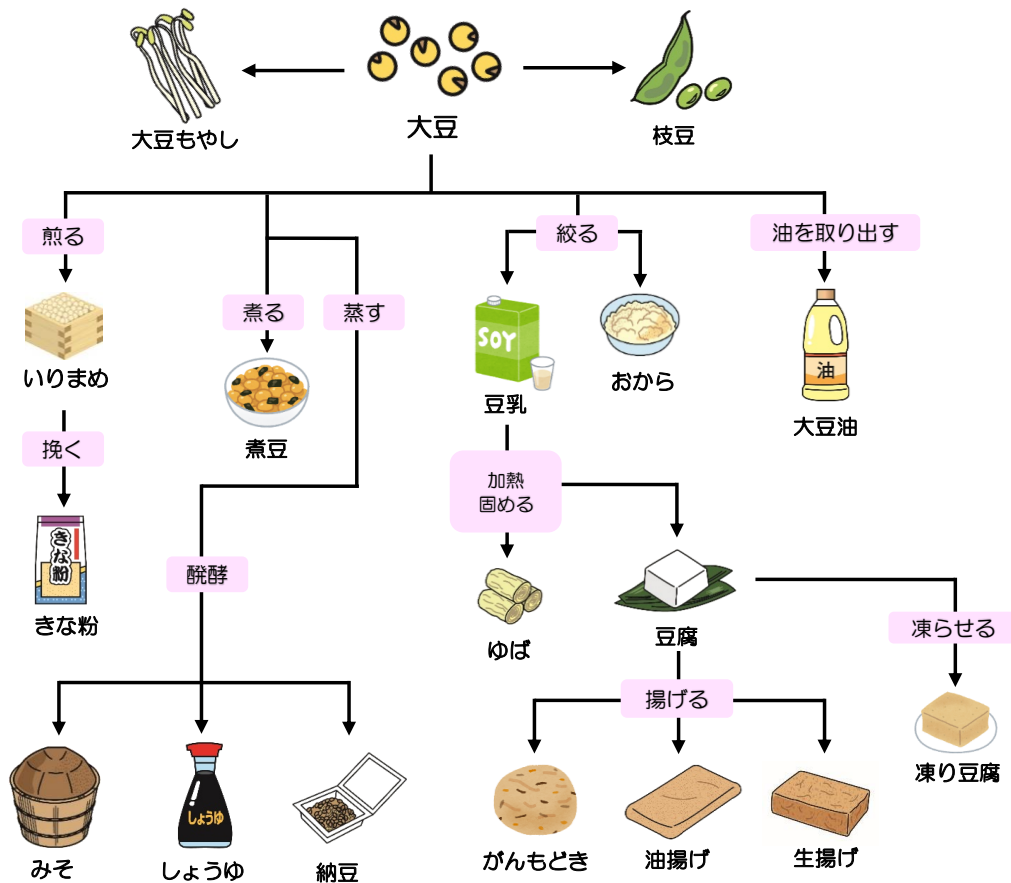 大豆もやし
大豆
枝豆
煎る
絞る
油を取り出す
煮る
蒸す
SOY
油
いりまめ
おから
豆乳
大豆油
煮豆
挽く
加熱
固める
きな粉
醗酵
きな粉
ゆば
豆腐
凍らせる
揚げる
凍り豆腐
しょうゆ
みそ
しょうゆ
納豆
がんもどき
油揚げ
生揚げ